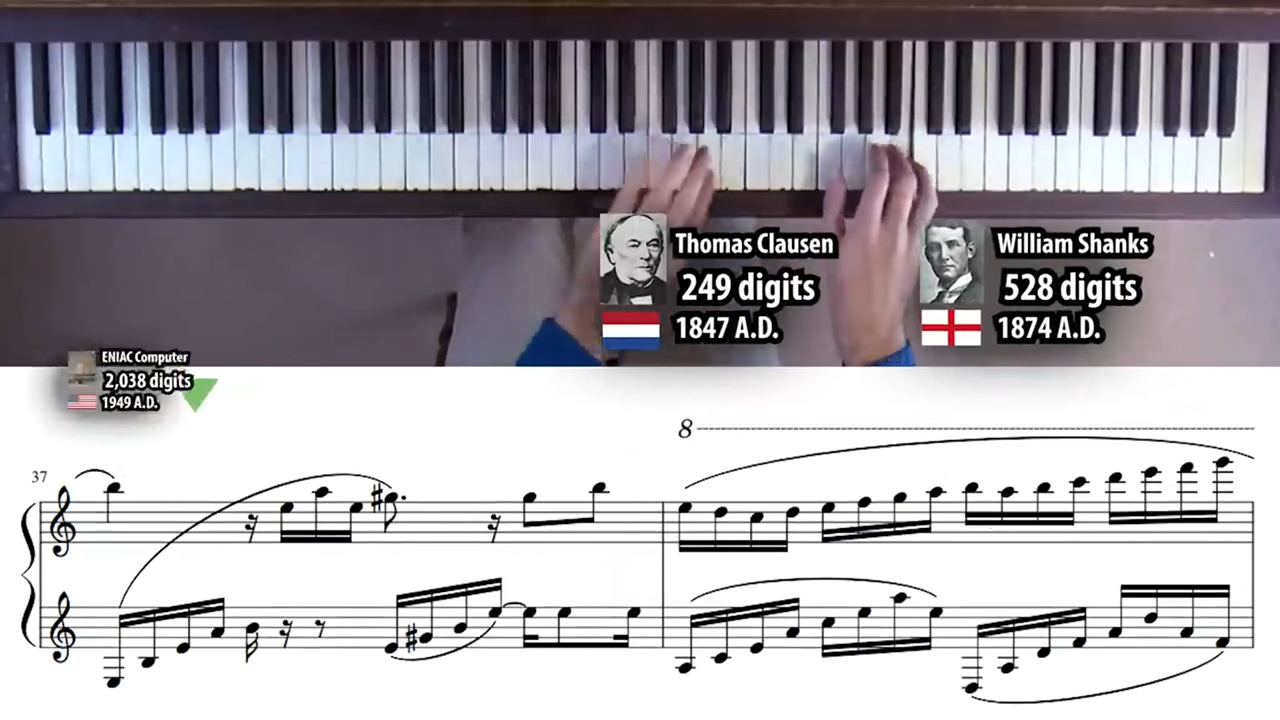 Thomas Clausen
249 digits
1847 A.D.
William Shanks
528 digits
1874 A.D.
ENIAC Computer
2,038 digits
1949 A.D.
8
37